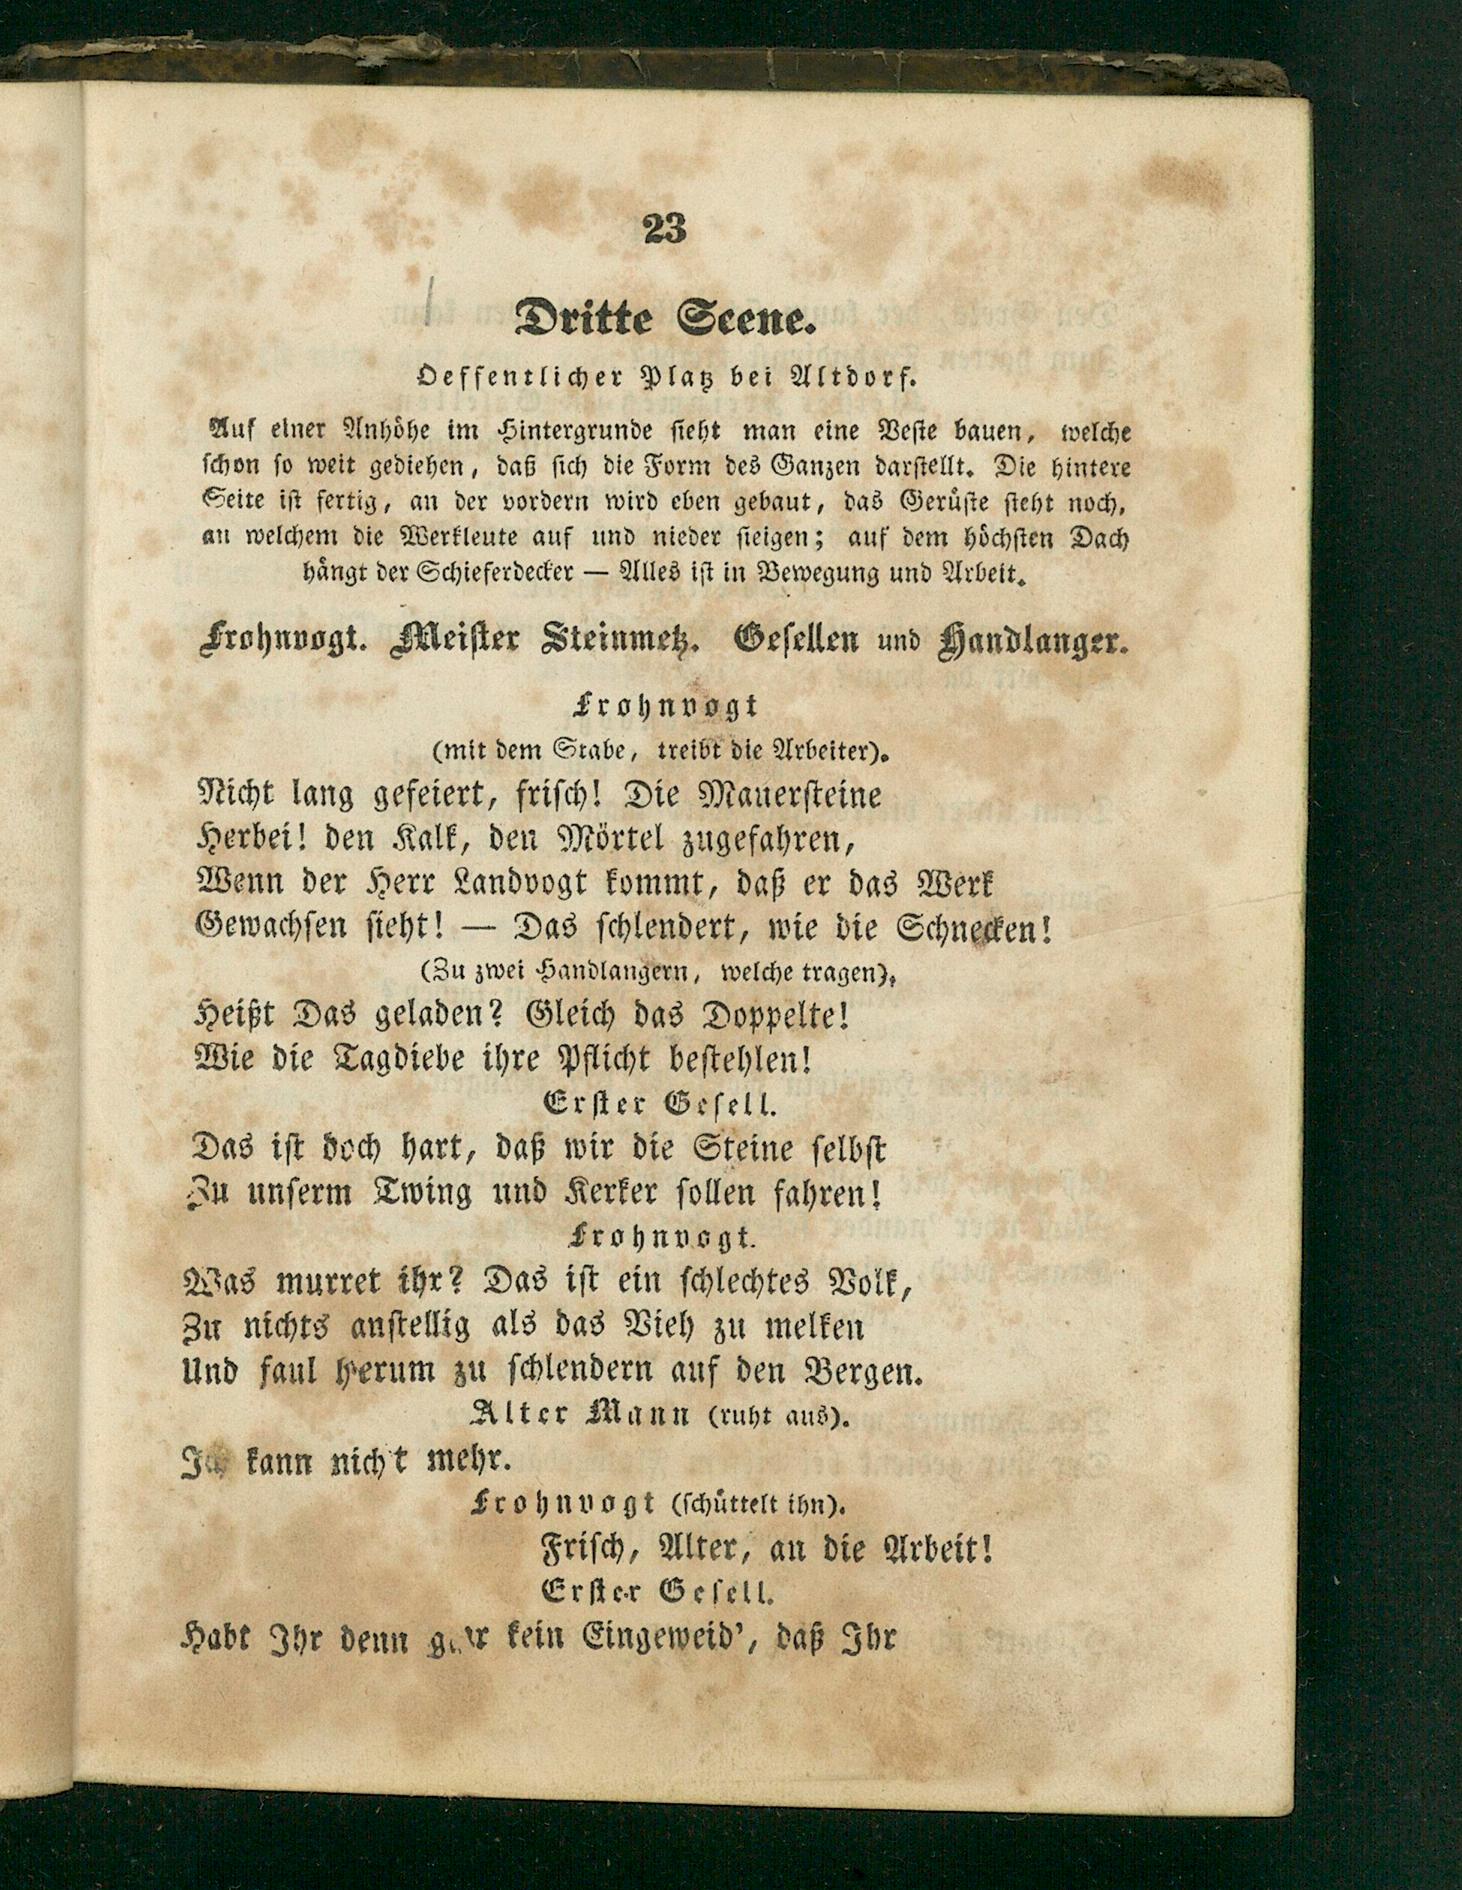 23
Dritte Scene.
Oeffentlicher Platz bei Altdorf.
Auf einer Anhöhe im Hintergrunde sieht man eine Veste bauen, welche
schon so weit gediehen, daß sich die Form des Ganzen darstellt. Die hintere
Seite ist fertig, an der vordern wird eben gebaut, das Gerüste steht noch,
an welchem die Werkleute auf und nieder steigen; auf dem höchsten Dach
hängt der Schieferdecker — Alles ist in Bewegung und Arbeit.
Frohnvogt. Meister Steinmetz. Gesellen und Handlanger.
Frohnvogt
(mit dem Stabe, treibt die Arbeiter).
Nicht lang gefeiert, frisch! Die Mauersteine
Herbei! den Kalk, den Mörtel zugefahren,
Wenn der Herr Landvogt kommt, daß er das Werk
Gewachsen sieht! — Das schlendert, wie die Schnecken!
(Zu zwei Handlangern, welche tragen).
Heißt Das geladen? Gleich das Doppelte!
Wie die Tagdiebe ihre Pflicht bestehlen!
Erster Gesell.
Das ist doch hart, daß wir die Steine selbst
Zu unserm Twing und Kerker sollen fahren!
Frohnvogt.
Was murret ihr? Das ist ein schlechtes Volk,
Zu nichts anstellig als das Vieh zu melken
Und faul herum zu schlendern auf den Bergen.
Alter Mann (ruht aus).
Ich kann nicht mehr.
Frohnvogt (schüttelt ihn).
Frisch, Alter, an die Arbeit!
Erster Gesell.
Habt Ihr denn gar kein Eingeweid', daß Ihr